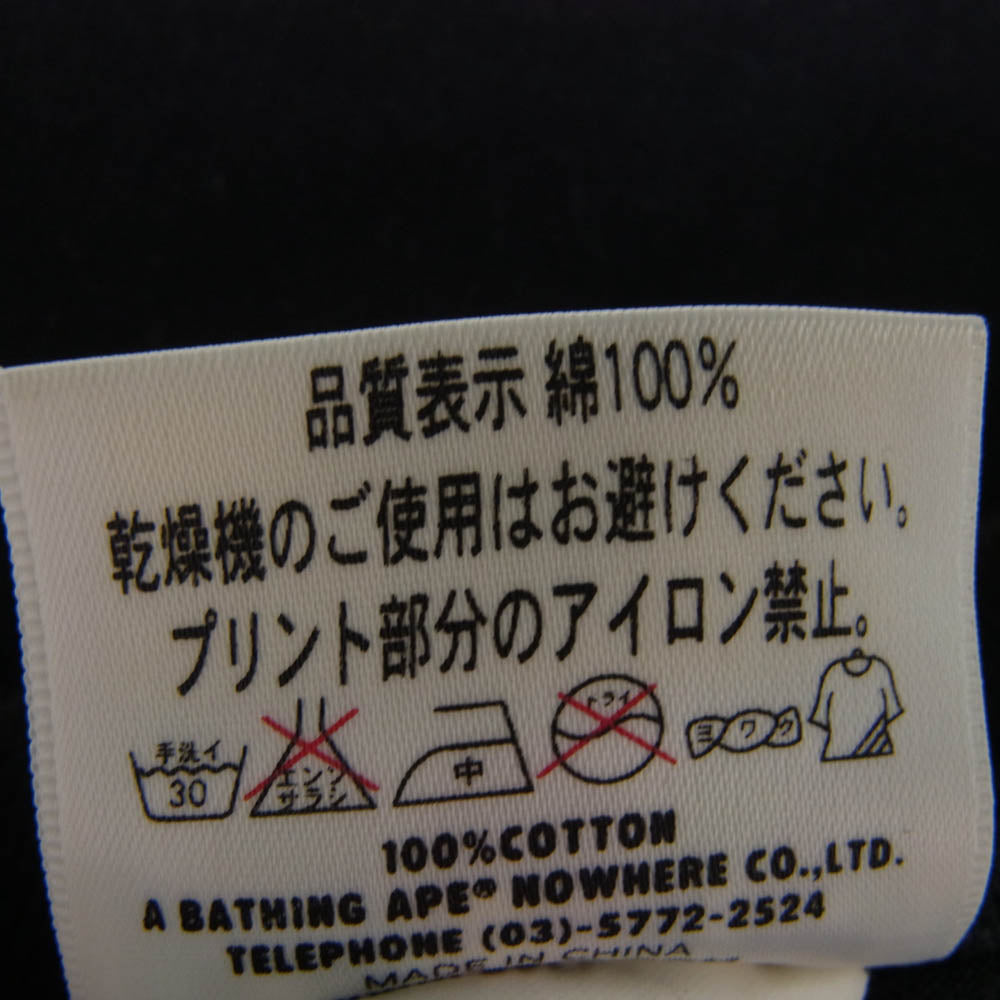 品質表示 綿100%
乾燥機のご使用はお避けください。
プリント部分のアイロン禁止。
手洗イ 30 エンソサラシ 中 ドライ ヨワク
100%COTTON
A BATHING APE® NOWHERE CO.,LTD.
TELEPHONE (03)-5772-2524
MADE IN CHINA